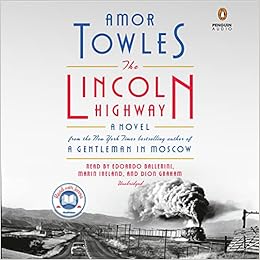 AMOR
TOWLES
PENGUIN
AUDIO
The
LINCOLN
HIGHWAY
A NOVEL
from the New York Times bestselling author of
A GENTLEMAN IN MOSCOW
READ BY EDOARDO BALLERINI,
MARIN IRELAND, AND DION GRAHAM
Unabridged